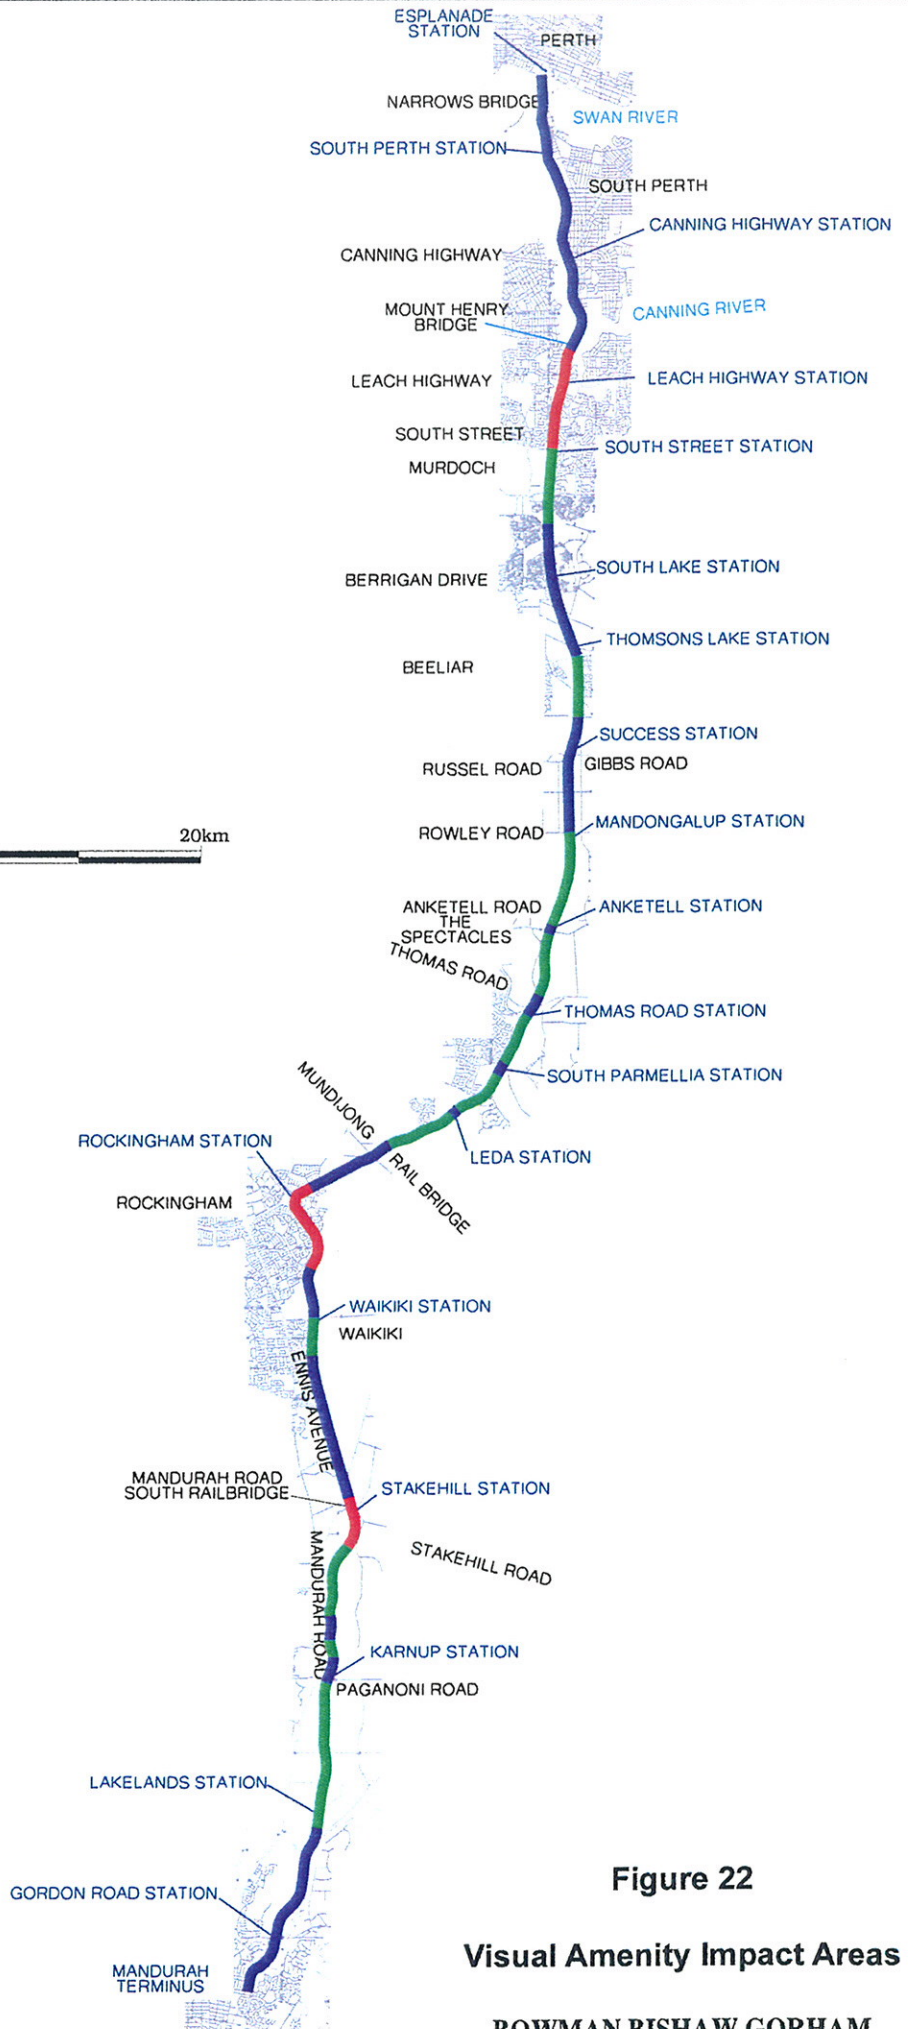 ESPLANADE
STATION
PERTH
NARROWS BRIDGE
SWAN RIVER
SOUTH PERTH STATION
SOUTH PERTH
CANNING HIGHWAY STATION
CANNING HIGHWAY
MOUNT HENRY
BRIDGE
CANNING RIVER
LEACH HIGHWAY
LEACH HIGHWAY STATION
SOUTH STREET
SOUTH STREET STATION
MURDOCH
SOUTH LAKE STATION
BERRIGAN DRIVE
THOMSONS LAKE STATION
BEELIAR
SUCCESS STATION
RUSSEL ROAD
GIBBS ROAD
MANDONGALUP STATION
ROWLEY ROAD
20km
ANKETELL ROAD
ANKETELL STATION
THE
SPECTACLES
THOMAS ROAD
THOMAS ROAD STATION
SOUTH PARMELLIA STATION
MUNDIJONG
RAIL BRIDGE
ROCKINGHAM STATION
LEDA STATION
ROCKINGHAM
WAIKIKI STATION
WAIKIKI
ENNIS AVENUE
MANDURAH ROAD
SOUTH RAILBRIDGE
STAKEHILL STATION
STAKEHILL ROAD
MANDURAH ROAD
KARNUP STATION
PAGANONI ROAD
LAKELANDS STATION
GORDON ROAD STATION
MANDURAH
TERMINUS
Figure 22
Visual Amenity Impact Areas
BOWMAN BISHAW GORHAM